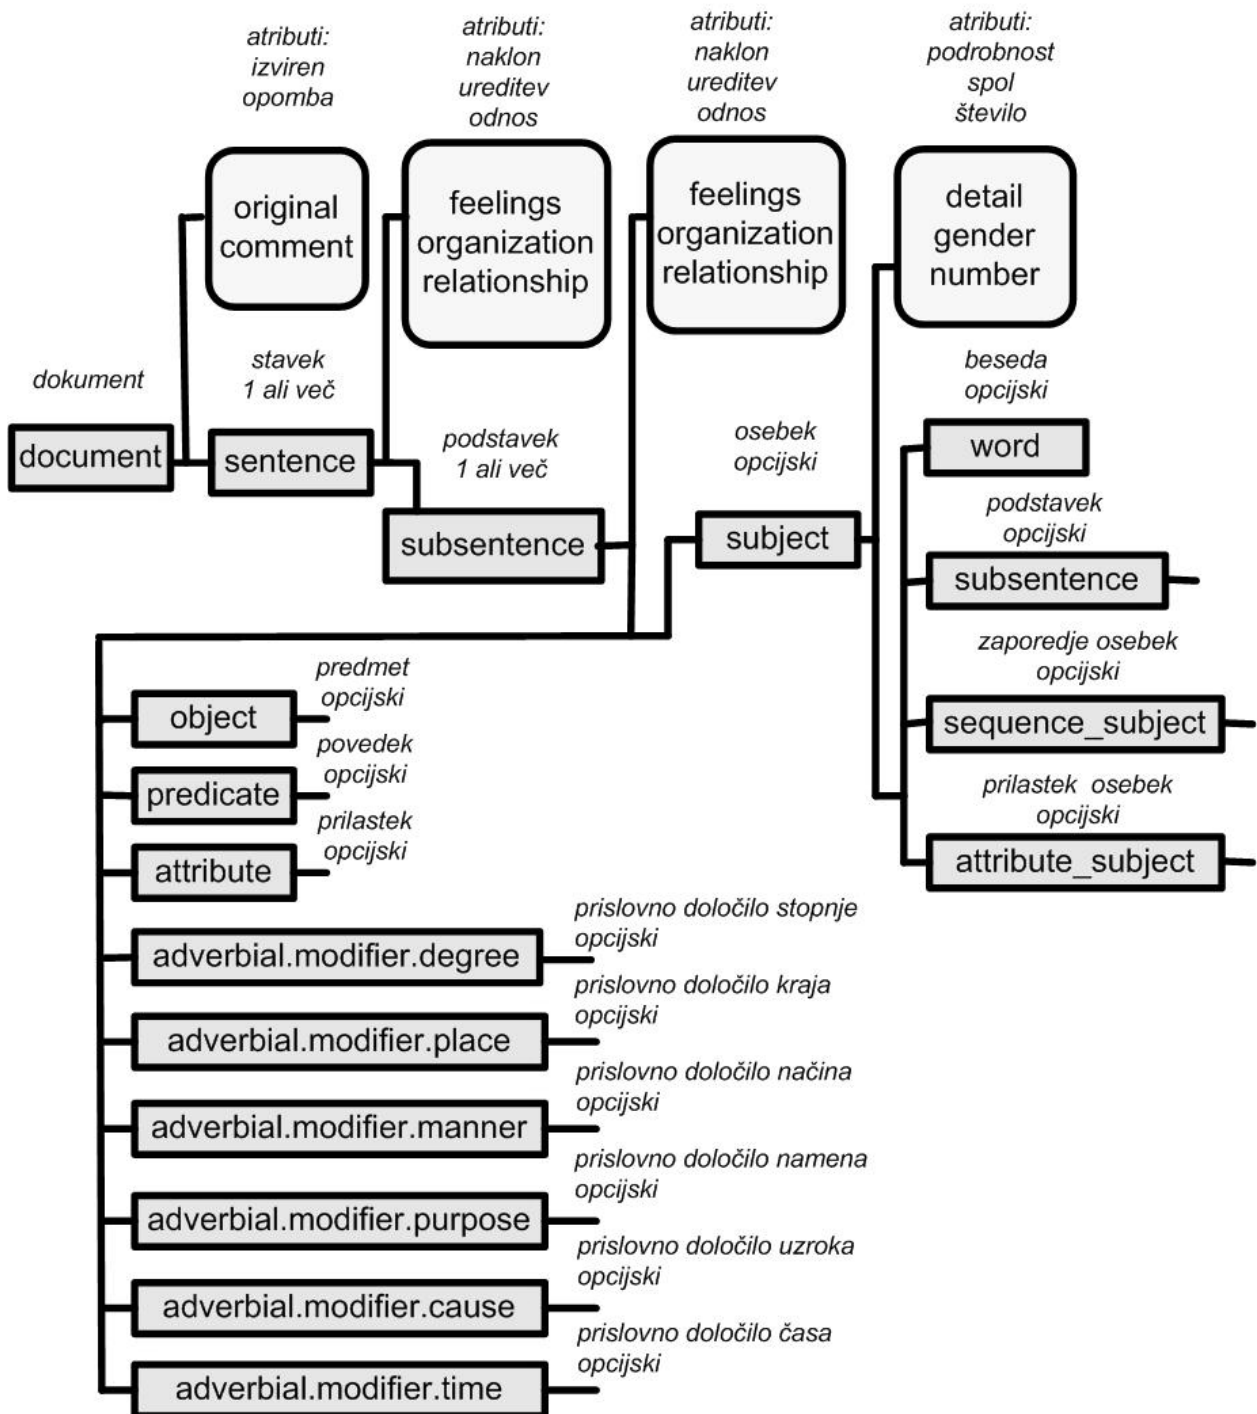 atributi:
izviren
opomba
atributi:
naklon
ureditev
odnos
atributi:
naklon
ureditev
odnos
atributi:
podrobnost
spol
število
original
comment
feelings
organization
relationship
feelings
organization
relationship
detail
gender
number
dokument
document
stavek
1 ali več
sentence
podstavek
1 ali več
subsentence
osebek
opcijski
subject
beseda
opcijski
word
podstavek
opcijski
subsentence
zaporedje osebek
opcijski
sequence_subject
prilastek osebek
opcijski
attribute_subject
predmet
opcijski
object
povedek
opcijski
predicate
prilastek
opcijski
attribute
prislovno določilo stopnje
opcijski
adverbial.modifier.degree
prislovno določilo kraja
opcijski
adverbial.modifier.place
prislovno določilo načina
opcijski
adverbial.modifier.manner
prislovno določilo namena
opcijski
adverbial.modifier.purpose
prislovno določilo uzroka
opcijski
adverbial.modifier.cause
prislovno določilo časa
opcijski
adverbial.modifier.time